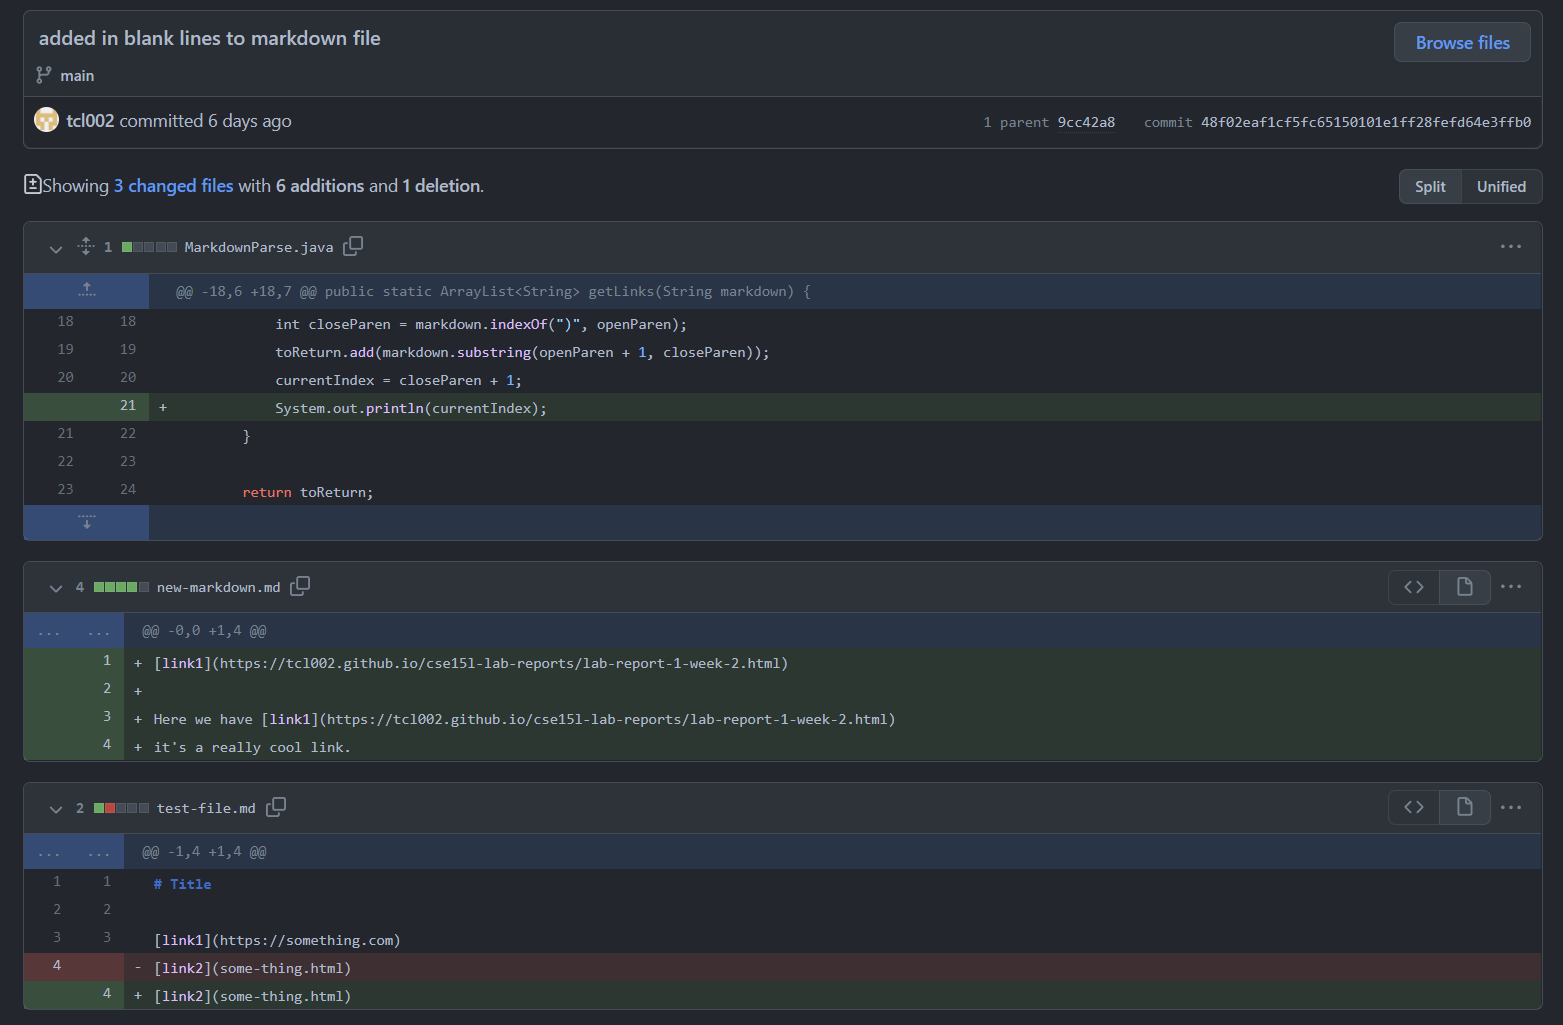 added in blank lines to markdown file
Browse files
main
tcl002 committed 6 days ago
1 parent 9cc42a8 commit 48f02eaf1cf5fc65150101e1ff28fefd64e3ffb0
Showing 3 changed files with 6 additions and 1 deletion.
Split Unified
1 MarkdownParse.java
@@ -18,6 +18,7 @@ public static ArrayList<String> getLinks(String markdown) {
18 18 int closeParen = markdown.indexOf(")", openParen);
19 19 toReturn.add(markdown.substring(openParen + 1, closeParen));
20 20 currentIndex = closeParen + 1;
21 + System.out.println(currentIndex);
21 22 }
22 23
23 24 return toReturn;
4 new-markdown.md
... ... @@ -0,0 +1,4 @@
1 + [link1](https://tcl002.github.io/cse15l-lab-reports/lab-report-1-week-2.html)
2 +
3 + Here we have [link1](https://tcl002.github.io/cse15l-lab-reports/lab-report-1-week-2.html)
4 + it's a really cool link.
2 test-file.md
... ... @@ -1,4 +1,4 @@
1 1 # Title
2 2
3 3 [link1](https://something.com)
4 - [link2](some-thing.html)
4 + [link2](some-thing.html)